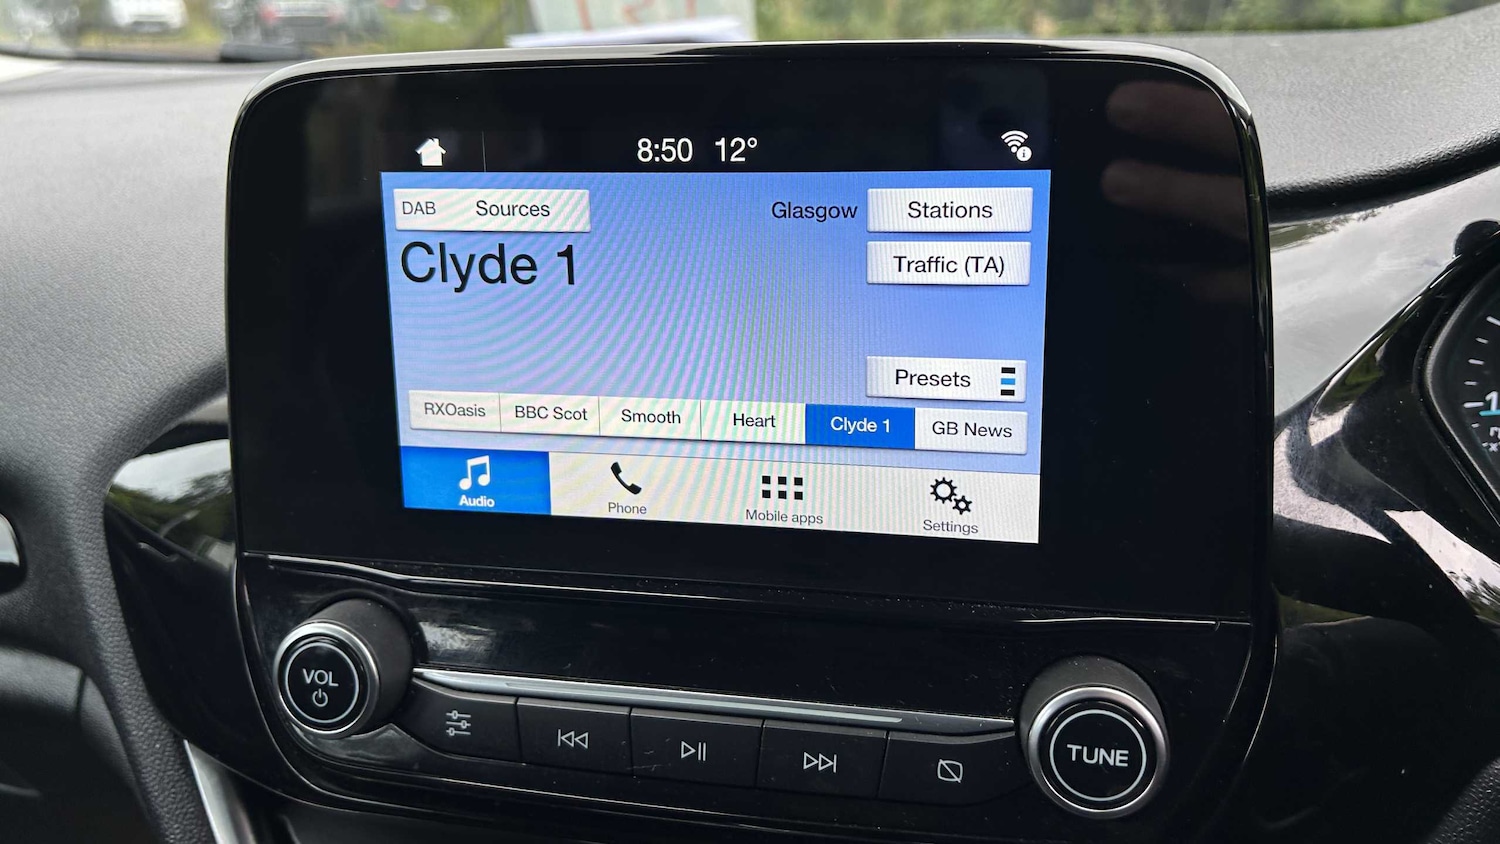 8:50 12°
DAB Sources
Glasgow Stations
Clyde 1
Traffic (TA)
Presets
RXOasis BBC Scot Smooth Heart Clyde 1 GB News
Audio Phone Mobile apps Settings
VOL
TUNE